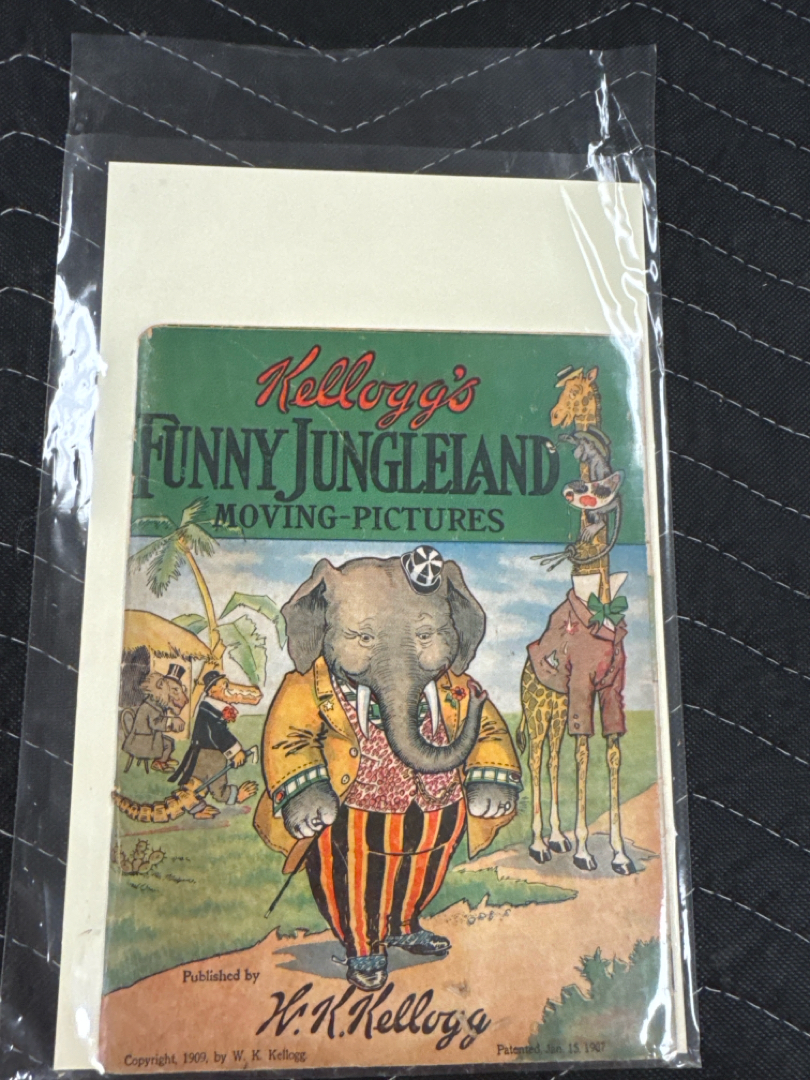 Kellogg's
FUNNY JUNGLELAND
MOVING-PICTURES
Published by
W. K. Kellogg
Copyright, 1909, by W. K. Kellogg
Patented, Jan. 15, 1907